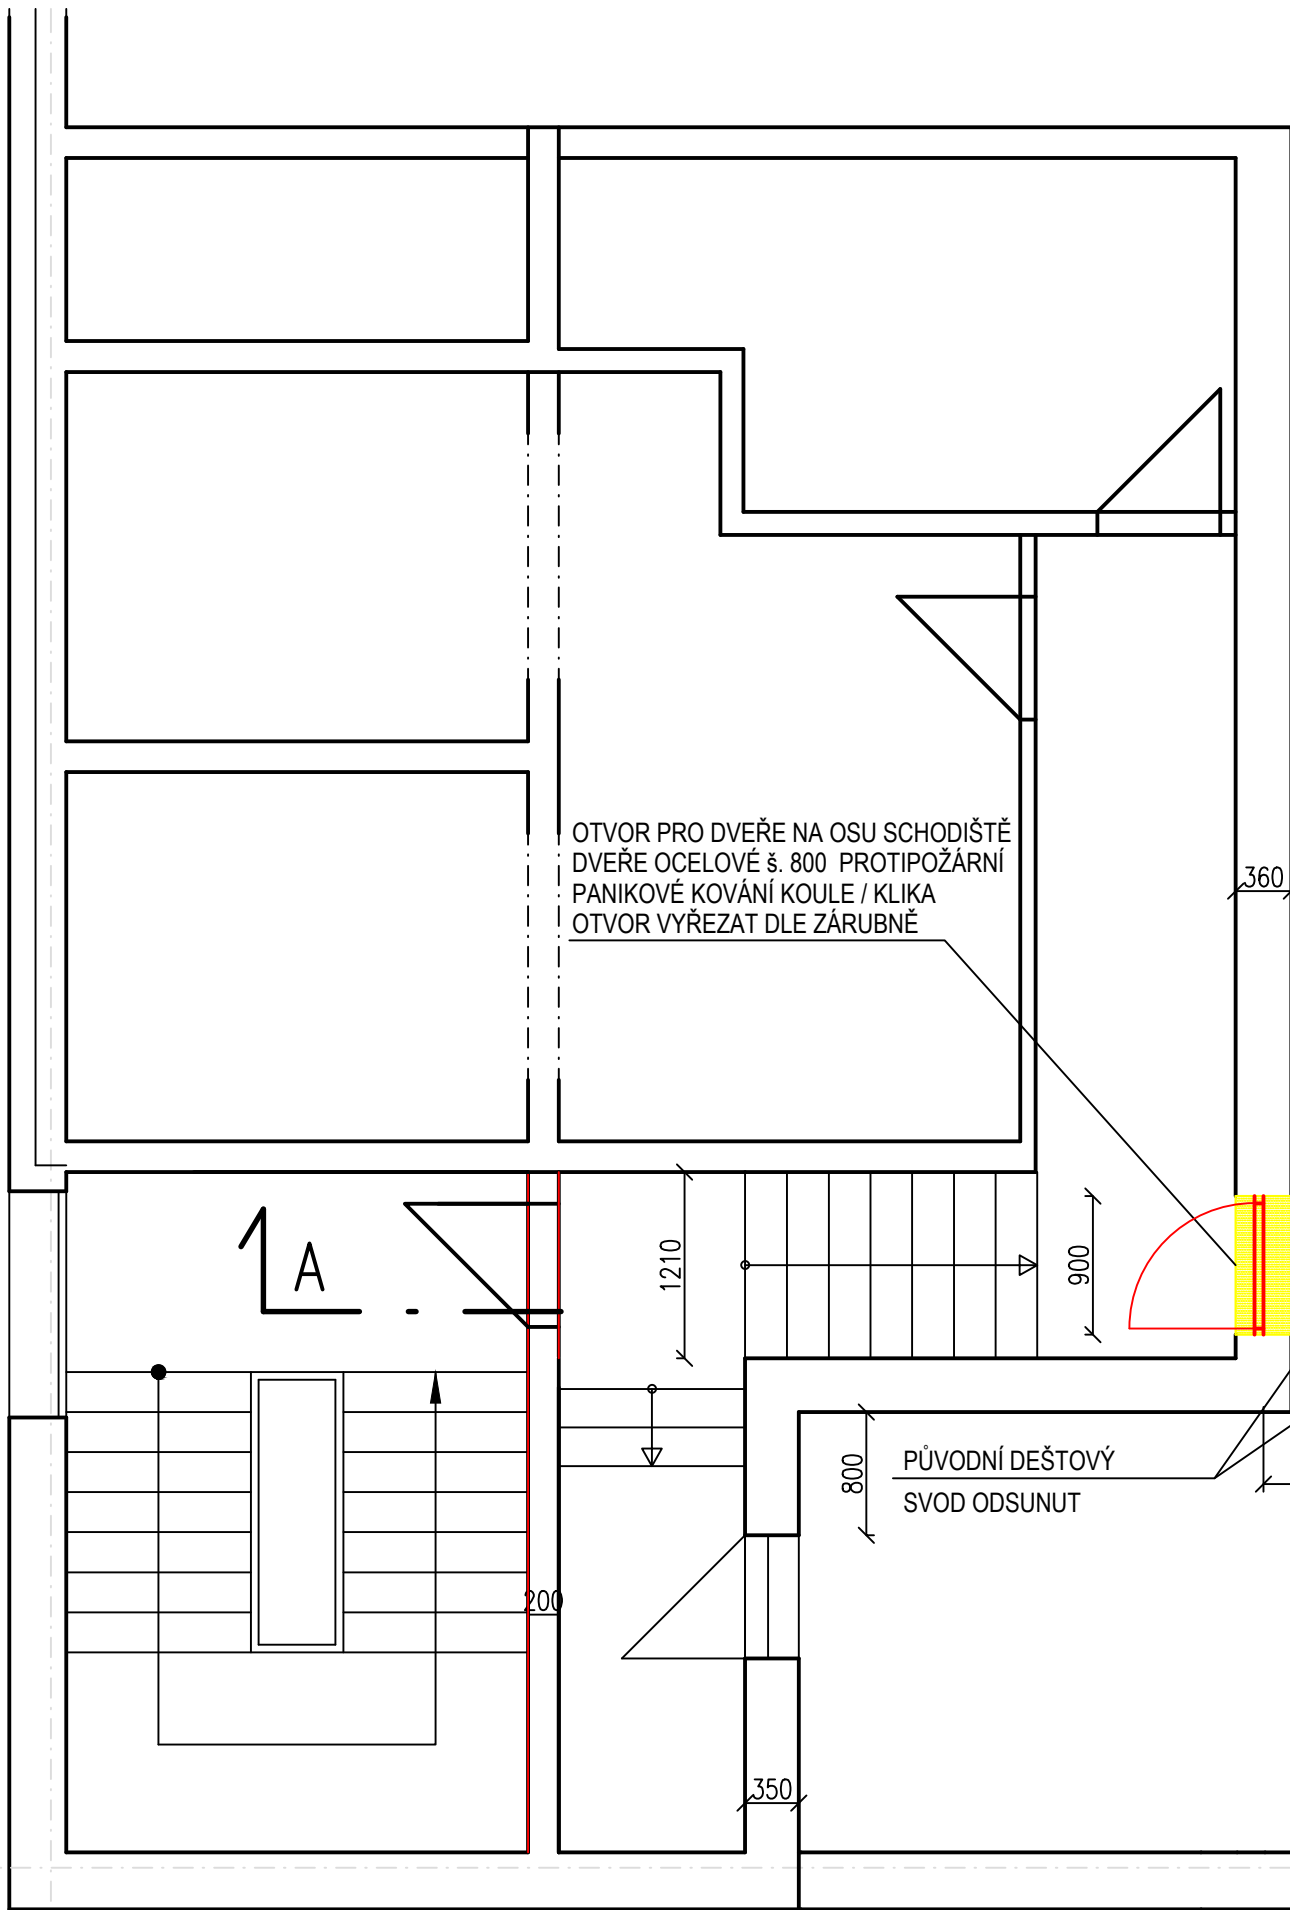 OTVOR PRO DVEŘE NA OSU SCHODIŠTĚ
DVEŘE OCELOVÉ š. 800 PROTIPOŽÁRNÍ
PANIKOVÉ KOVÁNÍ KOULE / KLIKA
OTVOR VYŘEZAT DLE ZÁRUBNĚ
360
A
1210
900
PŮVODNÍ DEŠTOVÝ
SVOD ODSUNUT
800
200
350